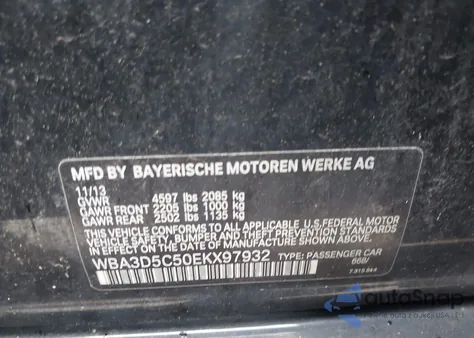 MFD BY BAYERISCHE MOTOREN WERKE AG
11/13
GVWR 4597 lbs 2085 kg
GAWR FRONT 2205 lbs 1000 kg
GAWR REAR 2502 lbs 1135 kg
THIS VEHICLE CONFORMS TO ALL APPLICABLE U.S. FEDERAL MOTOR
VEHICLE SAFETY, BUMPER, AND THEFT PREVENTION STANDARDS
IN EFFECT ON THE DATE OF MANUFACTURE SHOWN ABOVE.
WBA3D5C50EKX97932 TYPE: PASSENGER CAR
668/
autoSnap